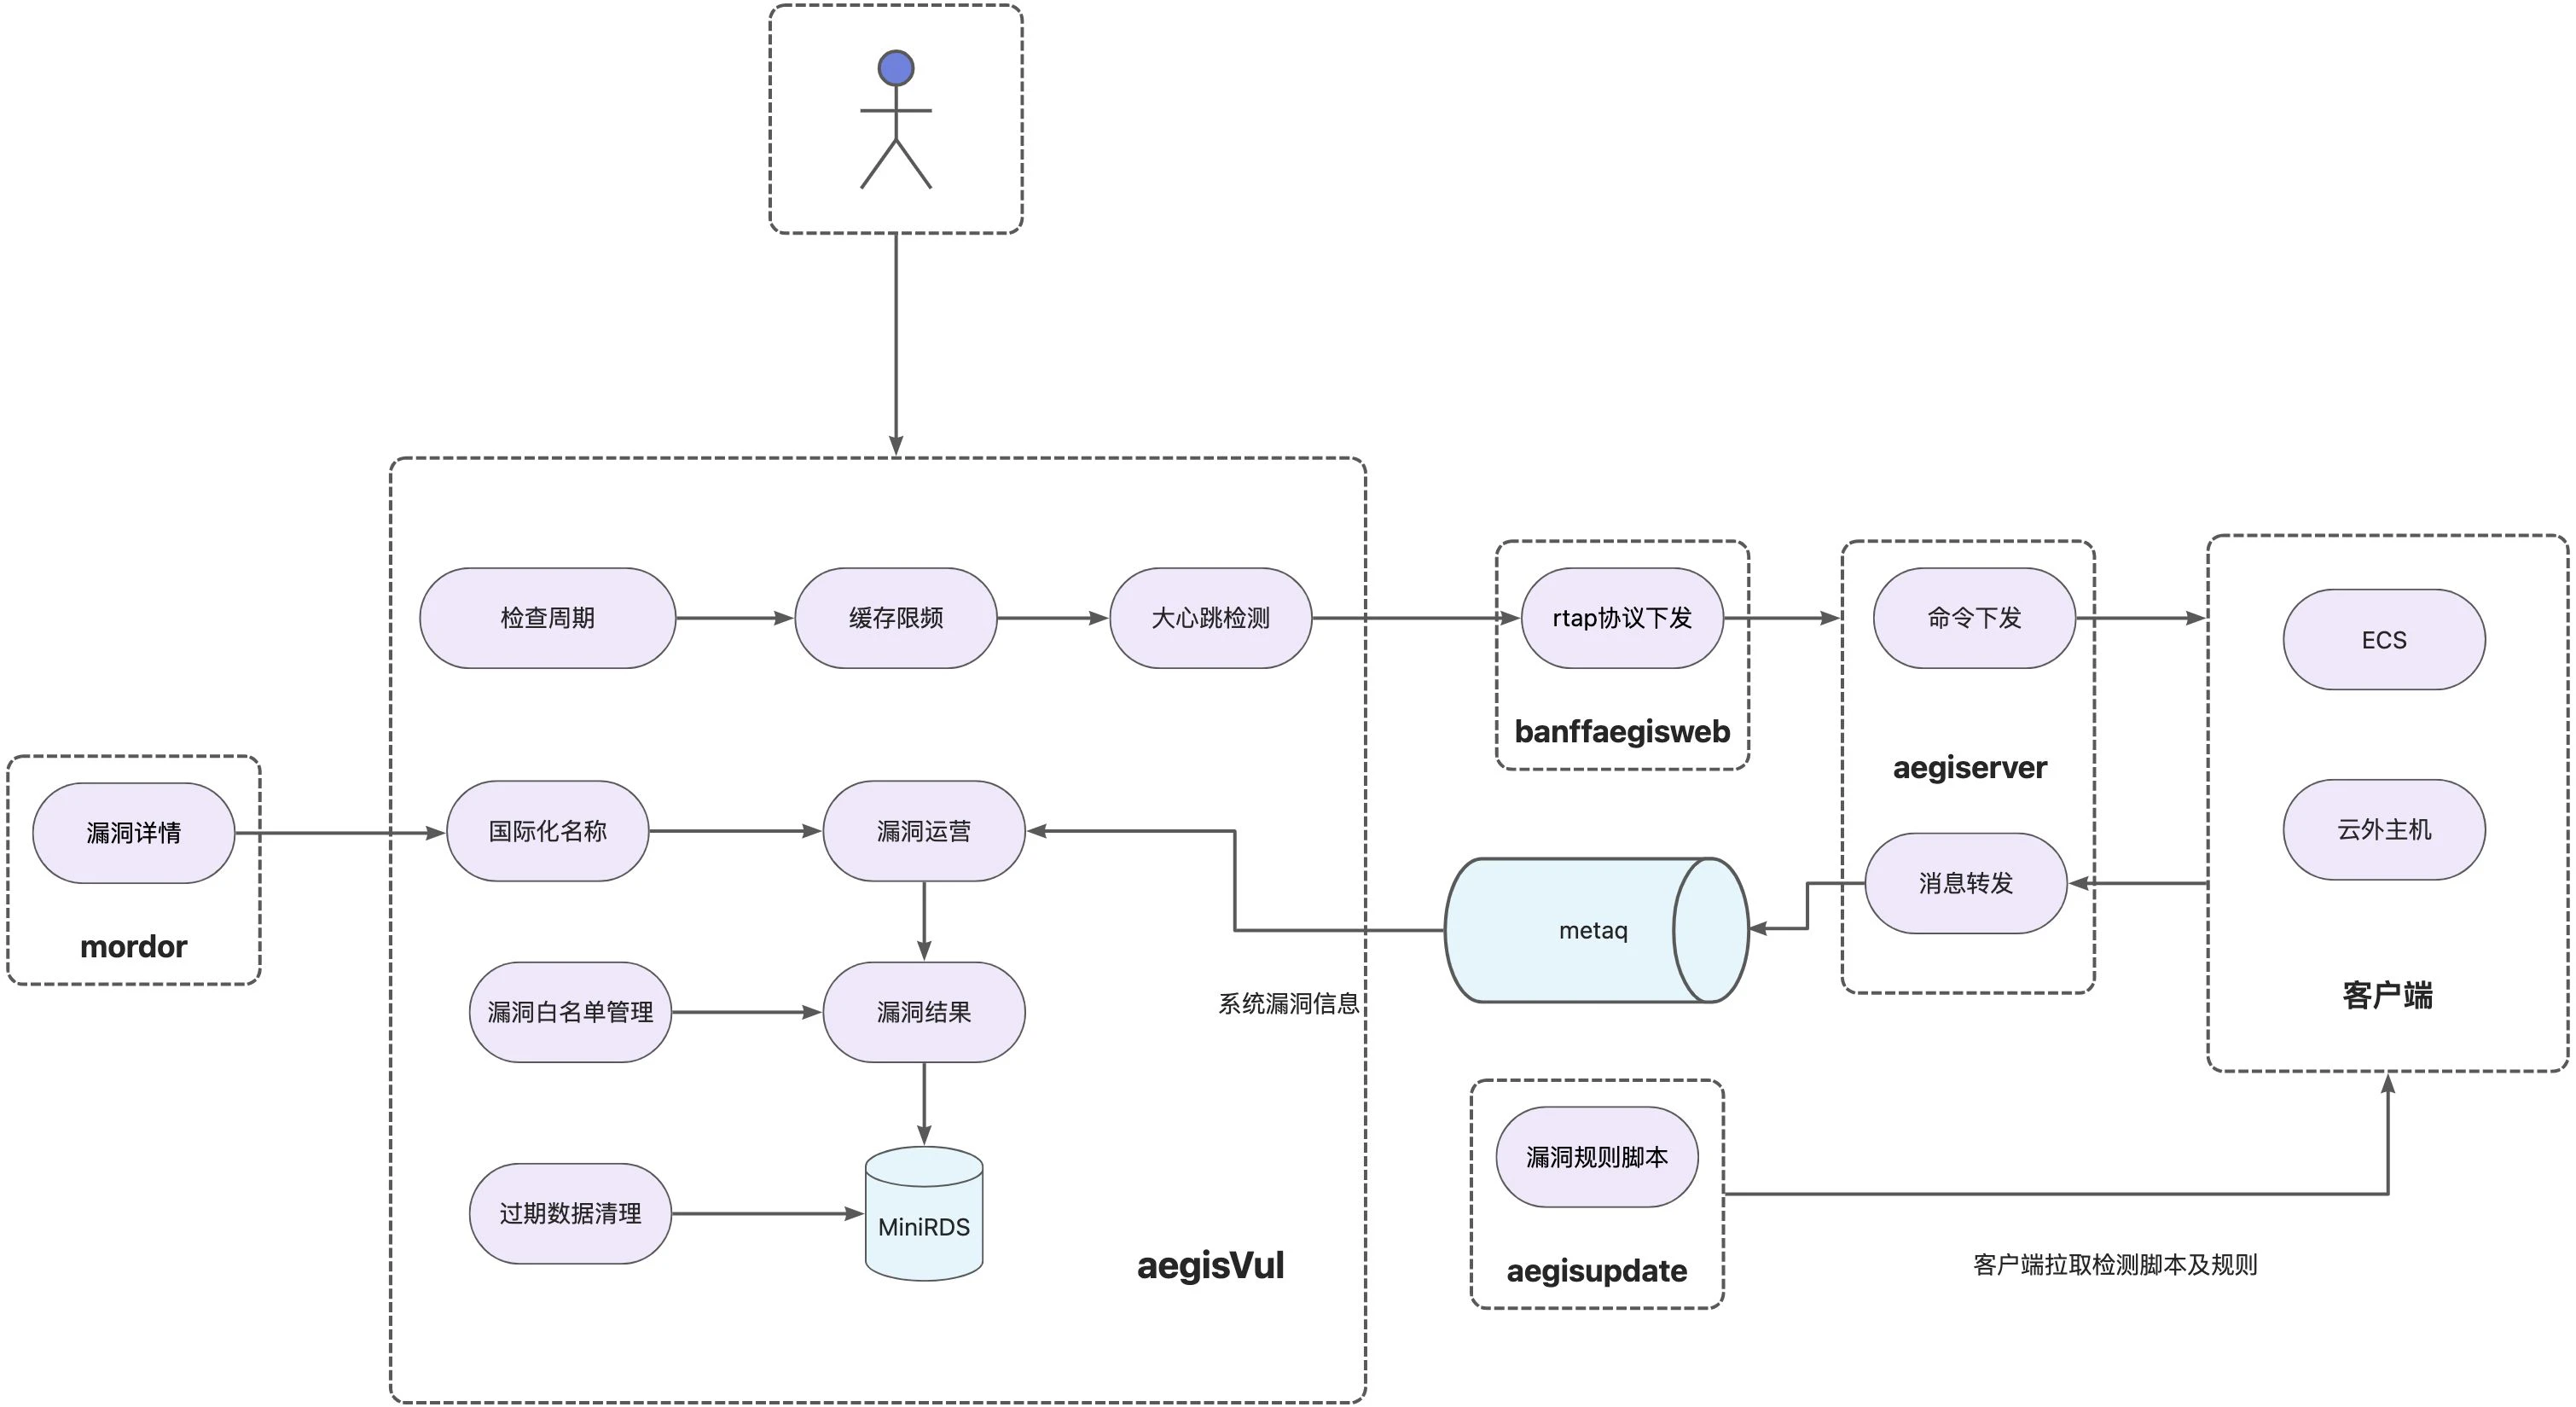 检查周期
缓存限频
大心跳检测
rtap协议下发
banffaegisweb
命令下发
aegiserver
消息转发
ECS
云外主机
客户端
漏洞详情
mordor
国际化名称
漏洞运营
metaq
漏洞白名单管理
漏洞结果
系统漏洞信息
过期数据清理
MiniRDS
aegisVul
漏洞规则脚本
aegisupdate
客户端拉取检测脚本及规则